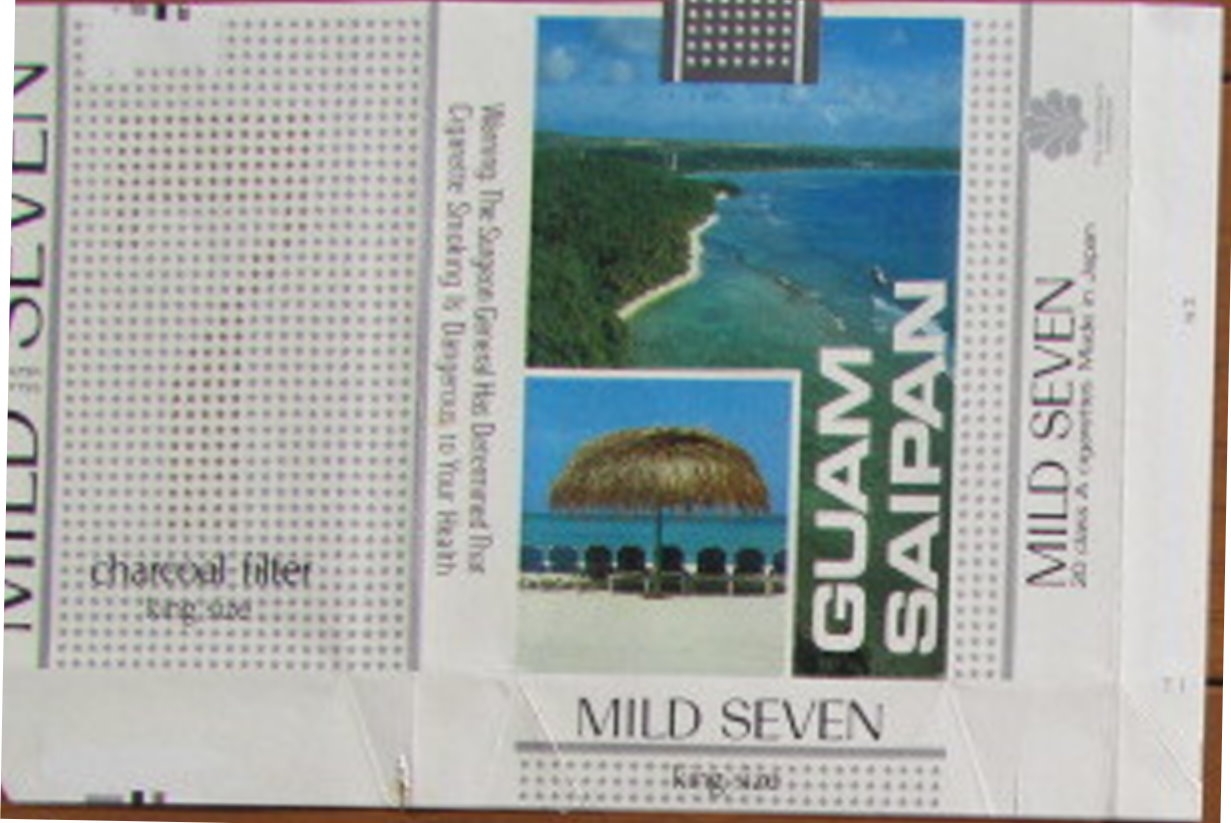 MILD SEVEN
charcoal filter
king size
Warning: The Surgeon General Has Determined That
Cigarette Smoking Is Dangerous to Your Health
GUAM
SAIPAN
MILD SEVEN
king size
MILD SEVEN
20 class A cigarettes Made in Japan